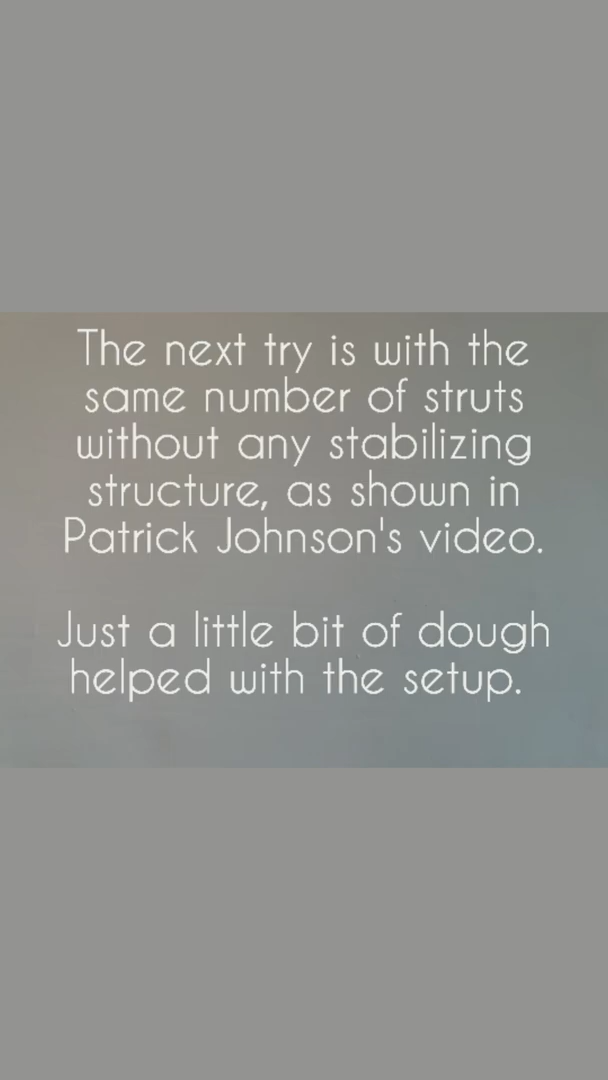 The next try is with the
same number of struts
without any stabilizing
structure, as shown in
Patrick Johnson's video.
Just a little bit of dough
helped with the setup.